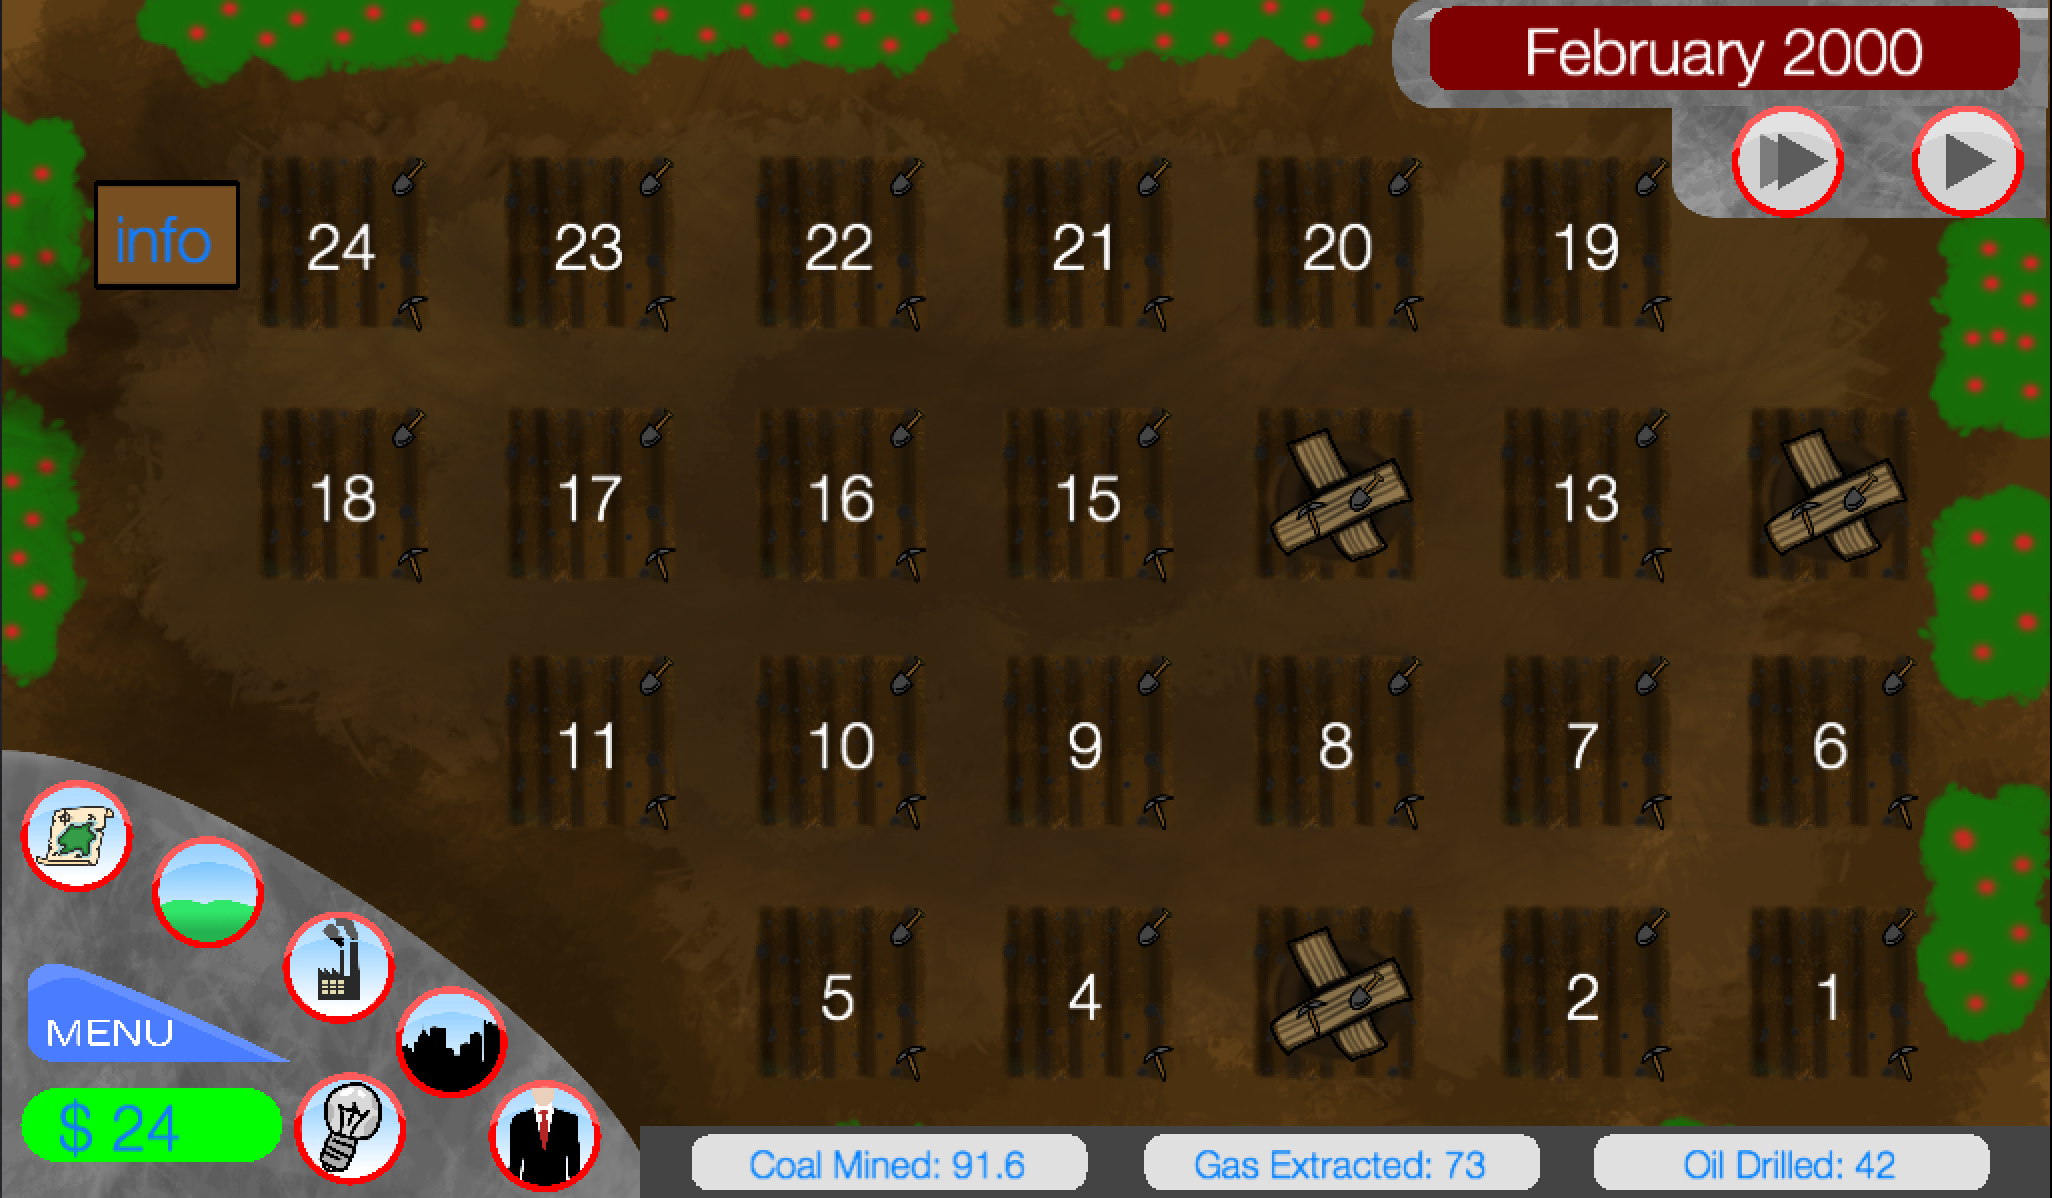 February 2000
info
24 23 22 21 20 19
18 17 16 15 13
11 10 9 8 7 6
5 4 2 1
MENU
$ 24
Coal Mined: 91.6
Gas Extracted: 73
Oil Drilled: 42